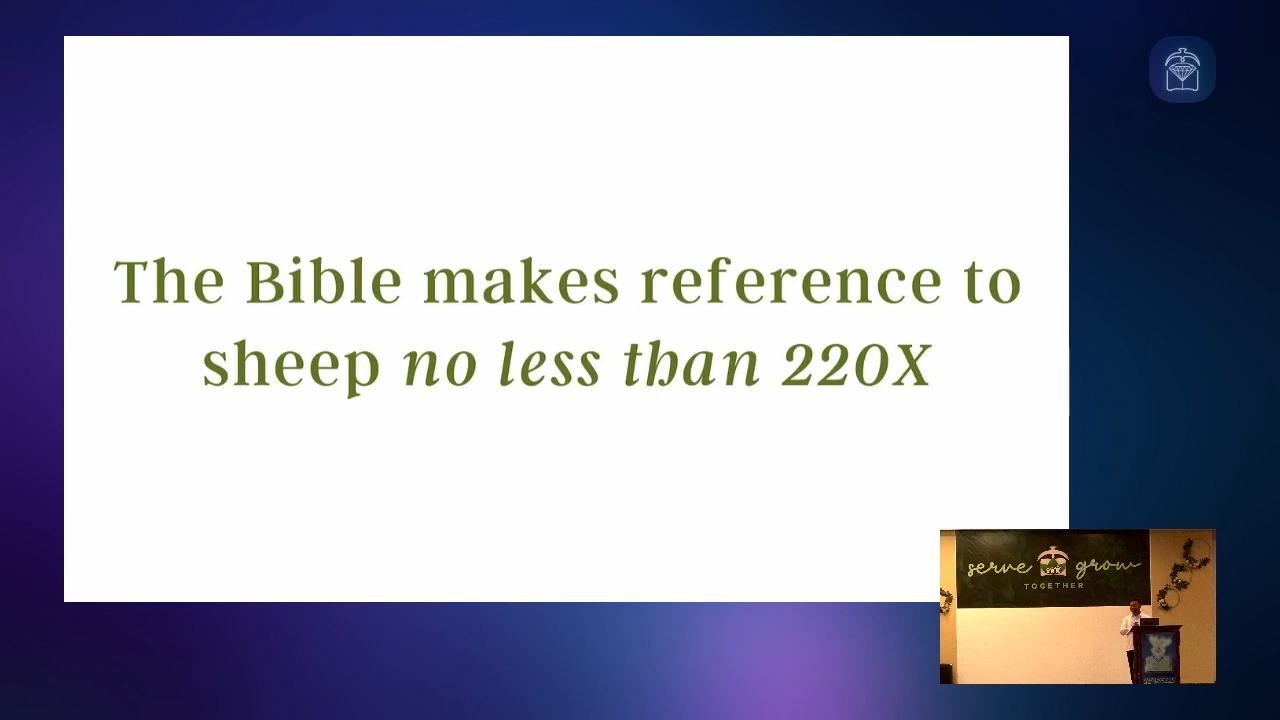 The Bible makes reference to
sheep no less than 220X
serve grow
TOGETHER